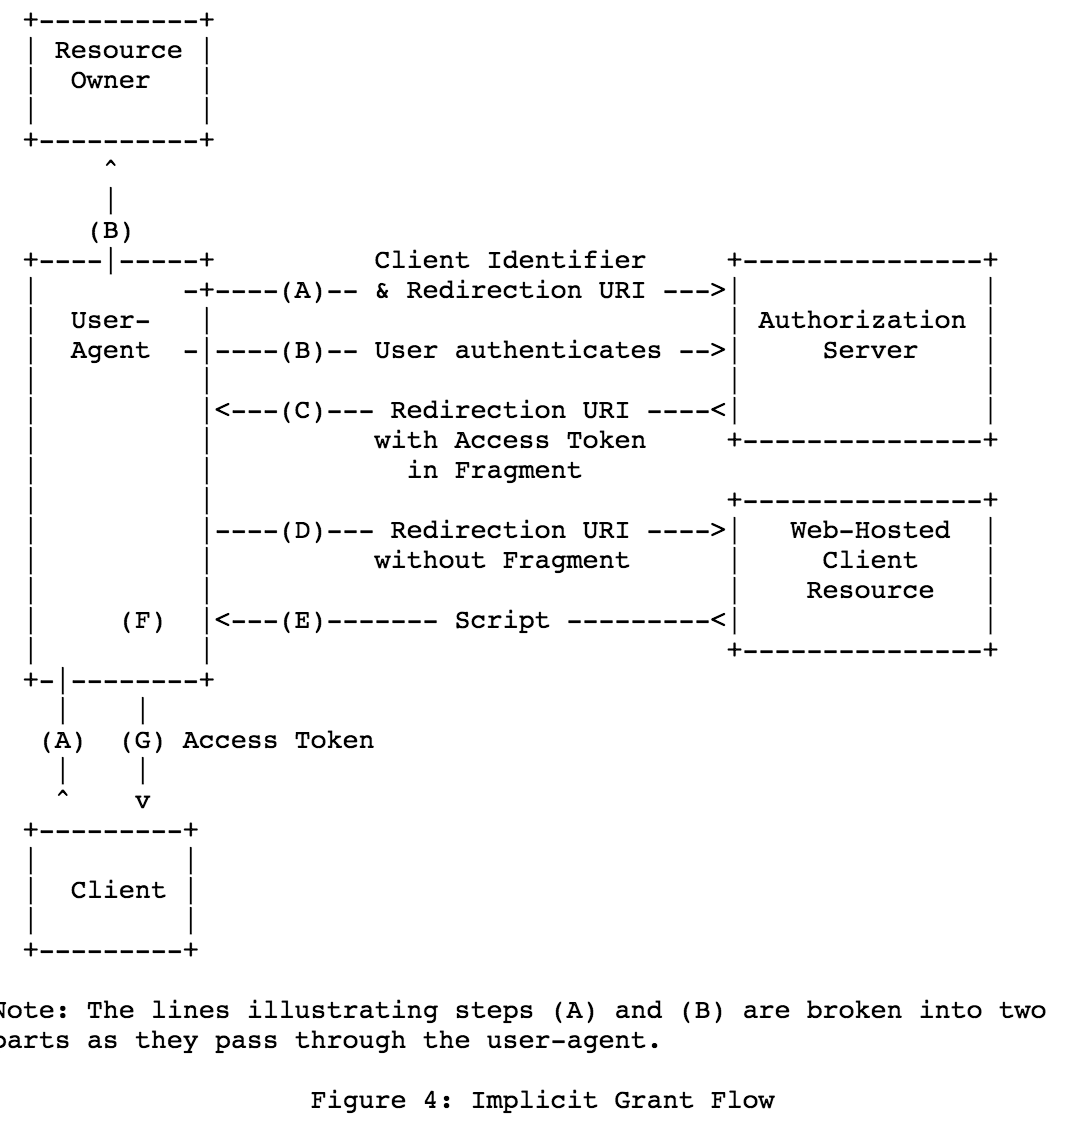 +----------+
| Resource |
|  Owner   |
|          |
+----------+
     ^
     |
    (B)
+----|-----+          Client Identifier     +---------------+
|         -+----(A)-- & Redirection URI --->|               |
|  User-   |                                | Authorization |
|  Agent  -|----(B)-- User authenticates -->|     Server    |
|          |                                |               |
|          |<---(C)--- Redirection URI ----<|               |
|          |          with Access Token     +---------------+
|          |            in Fragment
|          |                                +---------------+
|          |----(D)--- Redirection URI ---->|   Web-Hosted  |
|          |          without Fragment      |     Client    |
|          |                                |    Resource   |
|     (F)  |<---(E)------- Script ---------<|               |
|          |                                +---------------+
+-|--------+
  |    |
 (A)  (G) Access Token
  |    |
  ^    v
+---------+
|         |
|  Client |
|         |
+---------+
ote: The lines illustrating steps (A) and (B) are broken into two
arts as they pass through the user-agent.
Figure 4: Implicit Grant Flow